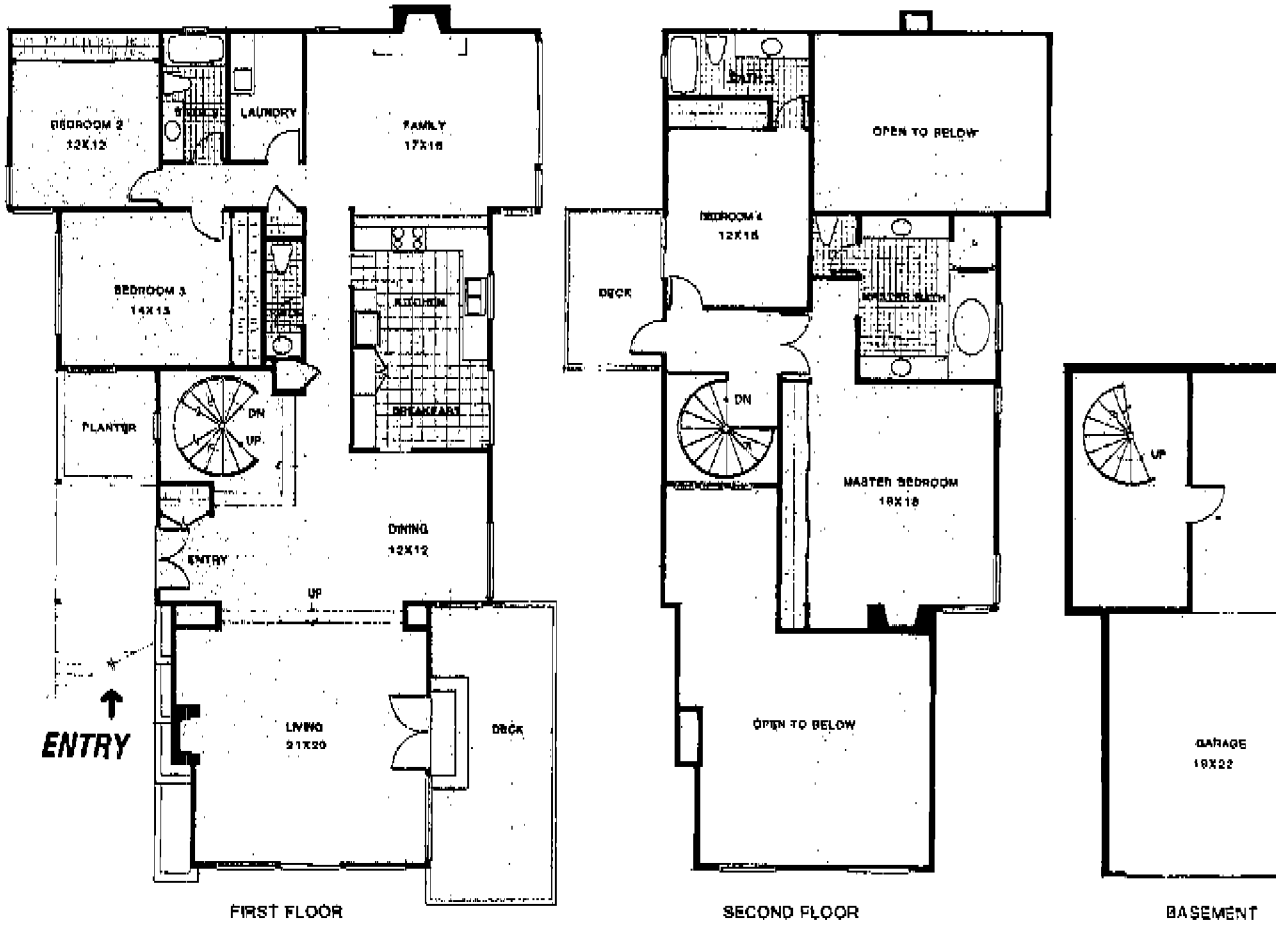 BEDROOM 2
12X12
LAUNDRY
FAMILY
17X16
BEDROOM 3
14X13
KITCHEN
BREAKFAST
PLANTER
DN
UP
ENTRY
DINING
12X12
UP
ENTRY
LIVING
21X20
DECK
FIRST FLOOR
BATH 3
OPEN TO BELOW
BEDROOM 4
12X16
DECK
MASTER BATH
DN
MASTER BEDROOM
OPEN TO BELOW
SECOND FLOOR
UP
GARAGE
19X22
BASEMENT